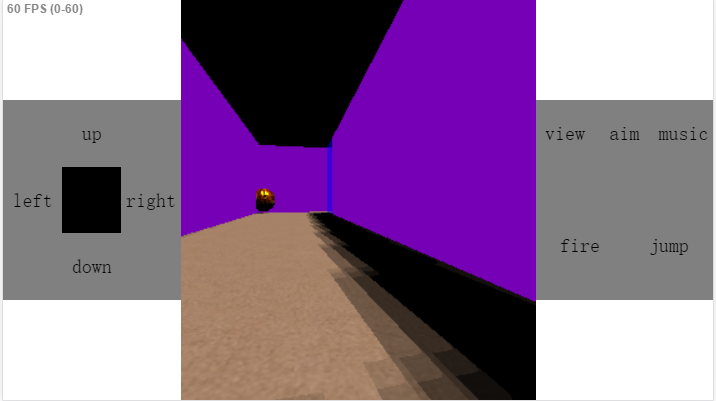 60 FPS (0-60)
up
view aim music
left right
fire jump
down